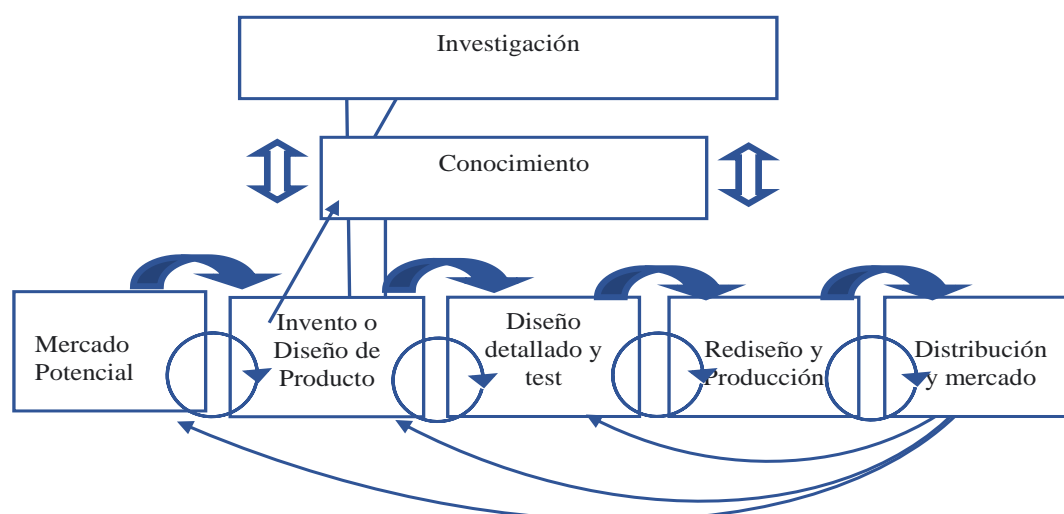 Investigación
Conocimiento
Mercado
Potencial
Invento o
Diseño de
Producto
Diseño
detallado y
test
Rediseño y
Producción
Distribución
y mercado